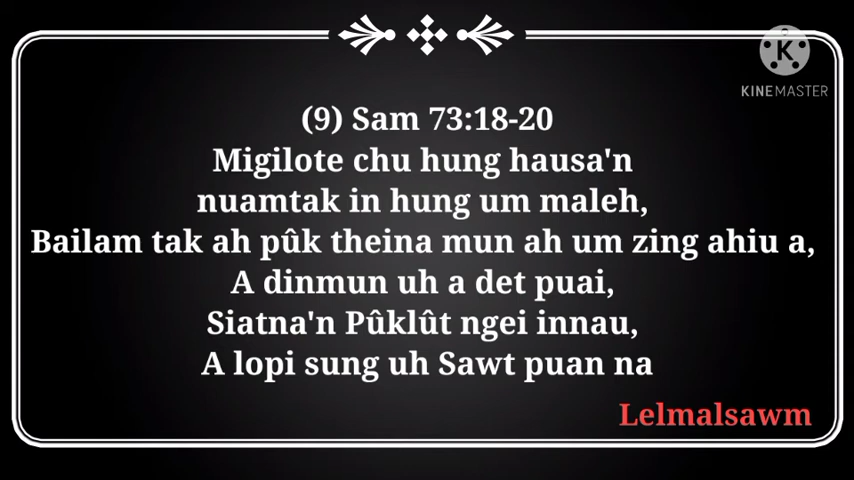 K
KINEMASTER
(9) Sam 73:18-20
Migilote chu hung hausa'n
nuamtak in hung um maleh,
Bailam tak ah pûk theina mun ah um zing ahiu a,
A dinmun uh a det puai,
Siatna'n Pûklût ngei innau,
A lopi sung uh Sawt puan na
Lelmalsawm